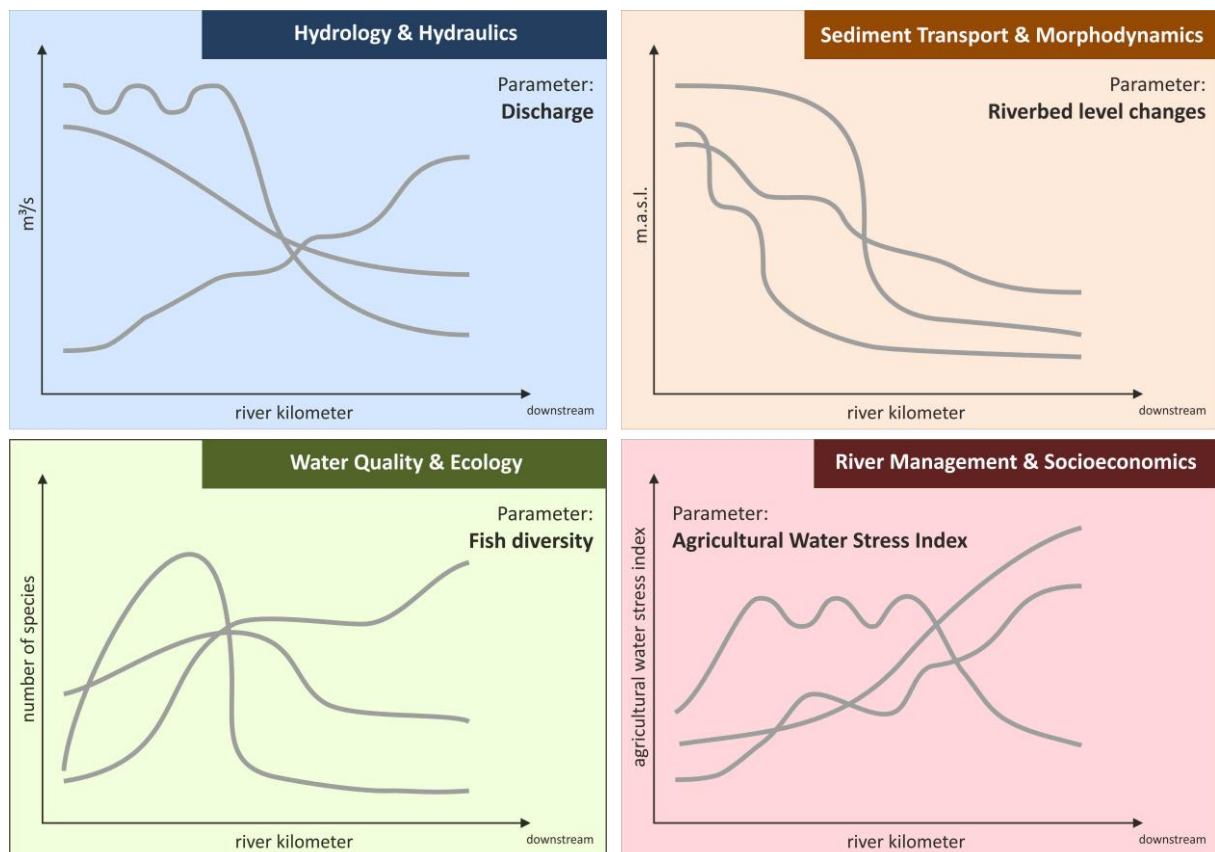 Hydrology & Hydraulics
Parameter:
Discharge
m³/s
river kilometer
downstream
Sediment Transport & Morphodynamics
Parameter:
Riverbed level changes
m.a.s.l.
river kilometer
downstream
Water Quality & Ecology
Parameter:
Fish diversity
number of species
river kilometer
downstream
River Management & Socioeconomics
Parameter:
Agricultural Water Stress Index
agricultural water stress index
river kilometer
downstream